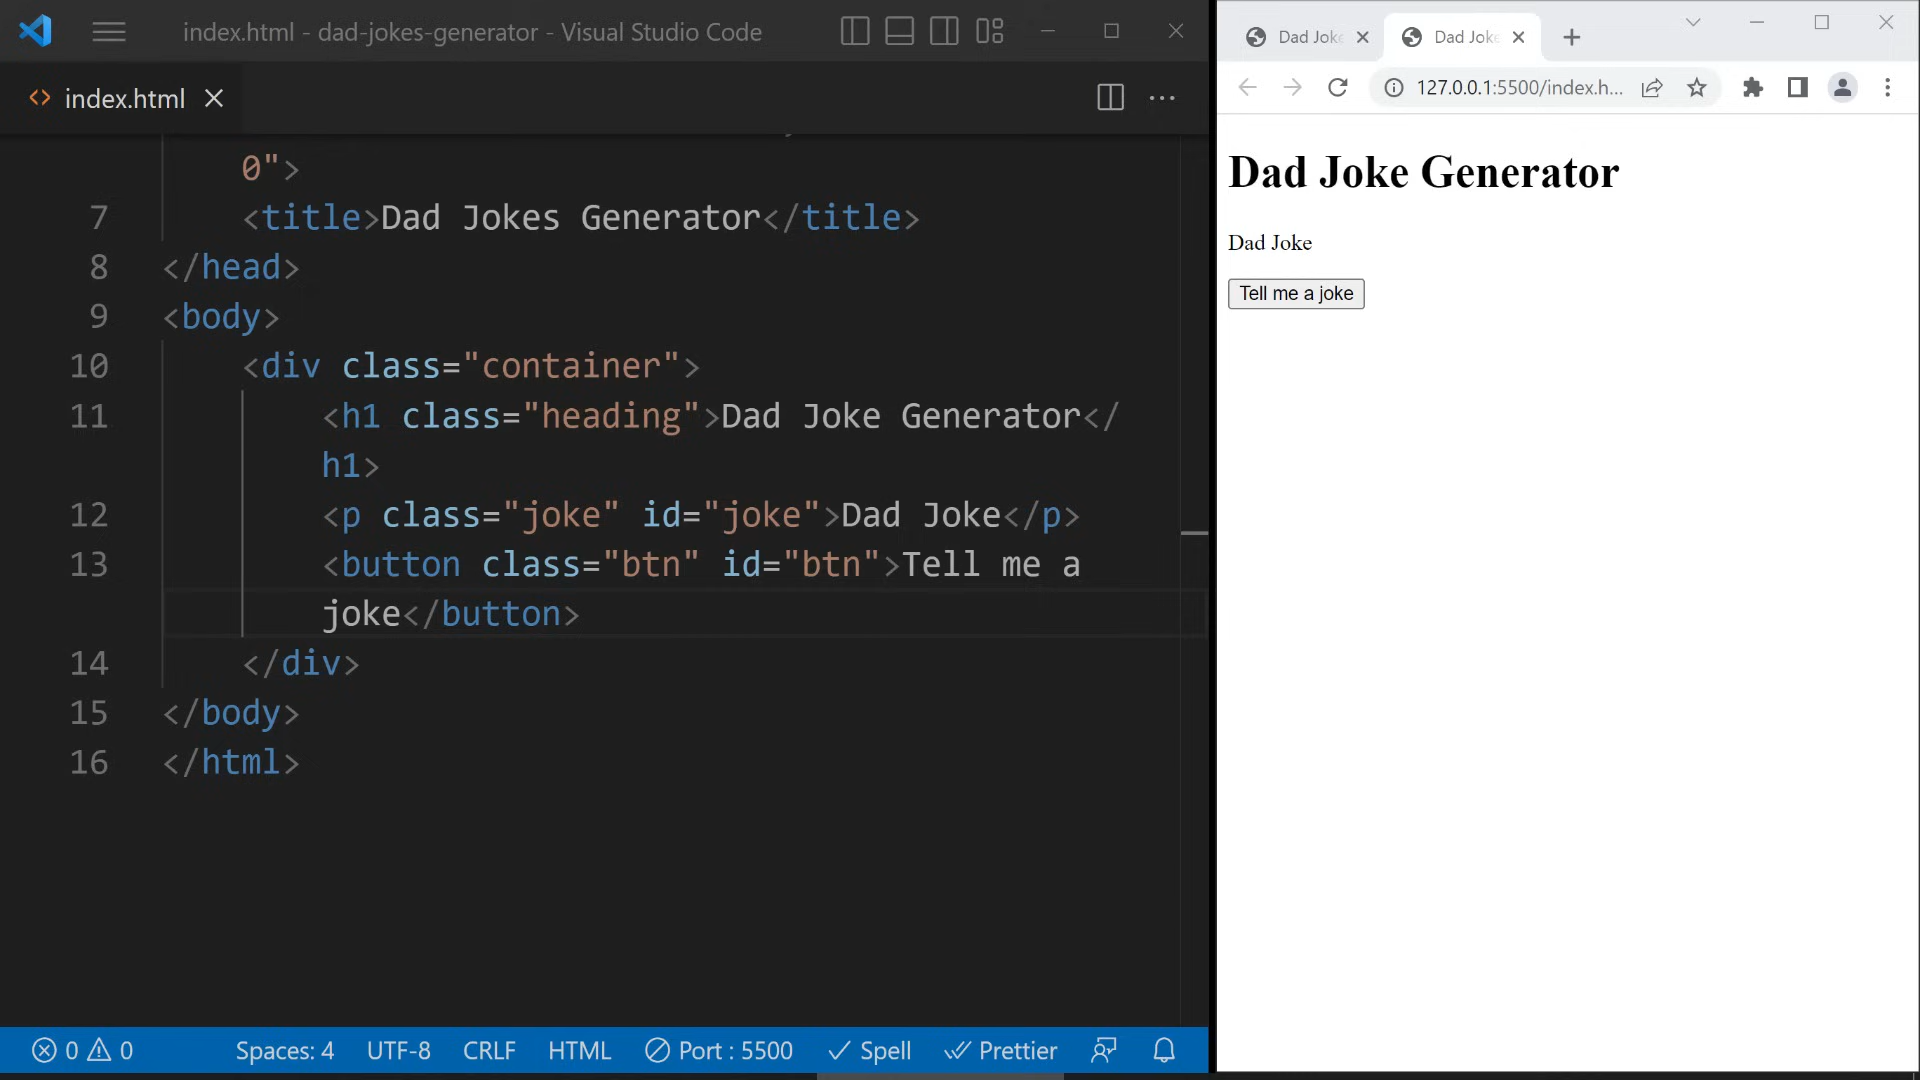 index.html - dad-jokes-generator - Visual Studio Code
index.html
0">
7 <title>Dad Jokes Generator</title>
8 </head>
9 <body>
10 <div class="container">
11 <h1 class="heading">Dad Joke Generator</
h1>
12 <p class="joke" id="joke">Dad Joke</p>
13 <button class="btn" id="btn">Tell me a
joke</button>
14 </div>
15 </body>
16 </html>
0 0 Spaces: 4 UTF-8 CRLF HTML Port : 5500 Spell Prettier
Dad Joke Dad Joke
127.0.0.1:5500/index.h...
Dad Joke Generator
Dad Joke
Tell me a joke